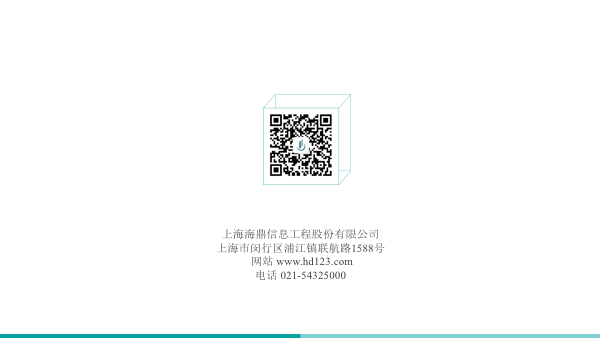 上海海鼎信息工程股份有限公司
上海市闵行区浦江镇联航路1588号
网站 www.hd123.com
电话 021-54325000